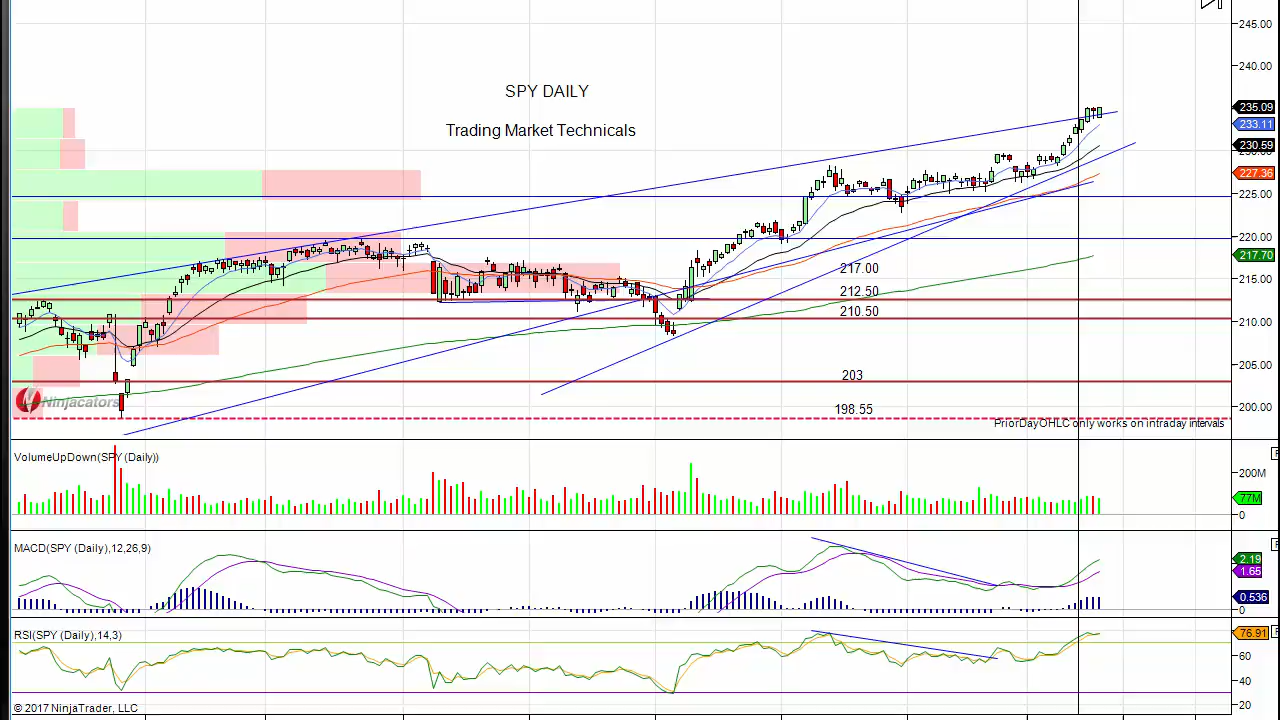 245.00
240.00
SPY DAILY
235.09
233.11
Trading Market Technicals
230.59
227.36
225.00
220.00
217.70
217.00
215.00
212.50
210.50
210.00
205.00
203
Ninjacators
200.00
198.55
PriorDayOHLC only works on intraday intervals
VolumeUpDown(SPY (Daily))
200M
77M
0
MACD(SPY (Daily),12,26,9)
2.19
1.65
0.536
0
RSI(SPY (Daily),14,3)
76.91
60
40
20
© 2017 NinjaTrader, LLC